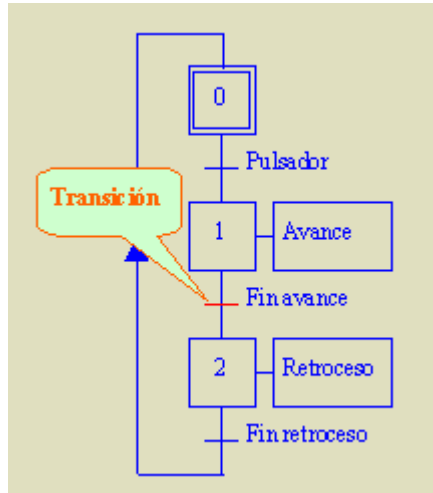 0
Pulsador
Transición
1
Avance
Fin avance
2
Retroceso
Fin retroceso